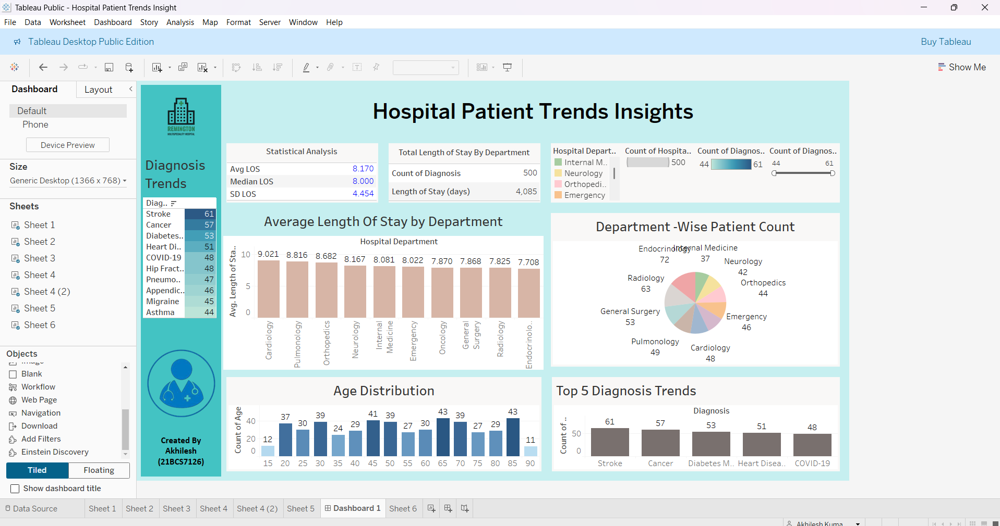 Tableau Public - Hospital Patient Trends Insight
File Data Worksheet Dashboard Story Analysis Map Format Server Window Help
Tableau Desktop Public Edition
Buy Tableau
Show Me
Dashboard
Layout
Default
Phone
Device Preview
Size
Generic Desktop (1366 x 768)
Sheets
Sheet 1
Sheet 2
Sheet 3
Sheet 4
Sheet 4 (2)
Sheet 5
Sheet 6
Objects
Image
Blank
Workflow
Web Page
Navigation
Download
Add Filters
Einstein Discovery
Tiled
Floating
Show dashboard title
REMINGTON
MULTISPECIALITY HOSPITAL
Diagnosis
Trends
Diag..
Stroke 61
Cancer 57
Diabetes.. 53
Heart Di.. 51
COVID-19 48
Hip Fract.. 48
Pneumo.. 47
Appendic.. 46
Migraine 45
Asthma 44
Created By
Akhilesh
(21BCS7126)
Hospital Patient Trends Insights
Statistical Analysis
Avg LOS 8.170
Median LOS 8.000
SD LOS 4.454
Total Length of Stay By Department
Count of Diagnosis 500
Length of Stay (days) 4,085
Hospital Depart..
Internal M..
Neurology
Orthopedi..
Emergency
Count of Hospita..
500
Count of Diagnos..
44 61
Count of Diagnos..
44 61
Average Length Of Stay by Department
Hospital Department
Avg. Length of Sta..
10
5
0
9.021 8.816 8.682 8.167 8.081 8.022 7.870 7.868 7.825 7.708
Cardiology
Pulmonology
Orthopedics
Neurology
Internal
Medicine
Emergency
Oncology
General
Surgery
Radiology
Endocrinolo..
Department -Wise Patient Count
Endocrinology
72
Internal Medicine
37
Neurology
42
Orthopedics
44
Emergency
46
Cardiology
48
Pulmonology
49
General Surgery
53
Radiology
63
Age Distribution
Count of Age
40
20
0
12 37 30 39 24 29 41 39 27 30 43 39 27 29 43 11
15 20 25 30 35 40 45 50 55 60 65 70 75 80 85 90
Top 5 Diagnosis Trends
Diagnosis
Count of ..
50
0
61 57 53 51 48
Stroke Cancer Diabetes M.. Heart Disea.. COVID-19
Data Source Sheet 1 Sheet 2 Sheet 3 Sheet 4 Sheet 4 (2) Sheet 5 Dashboard 1 Sheet 6
Akhilesh Kuma